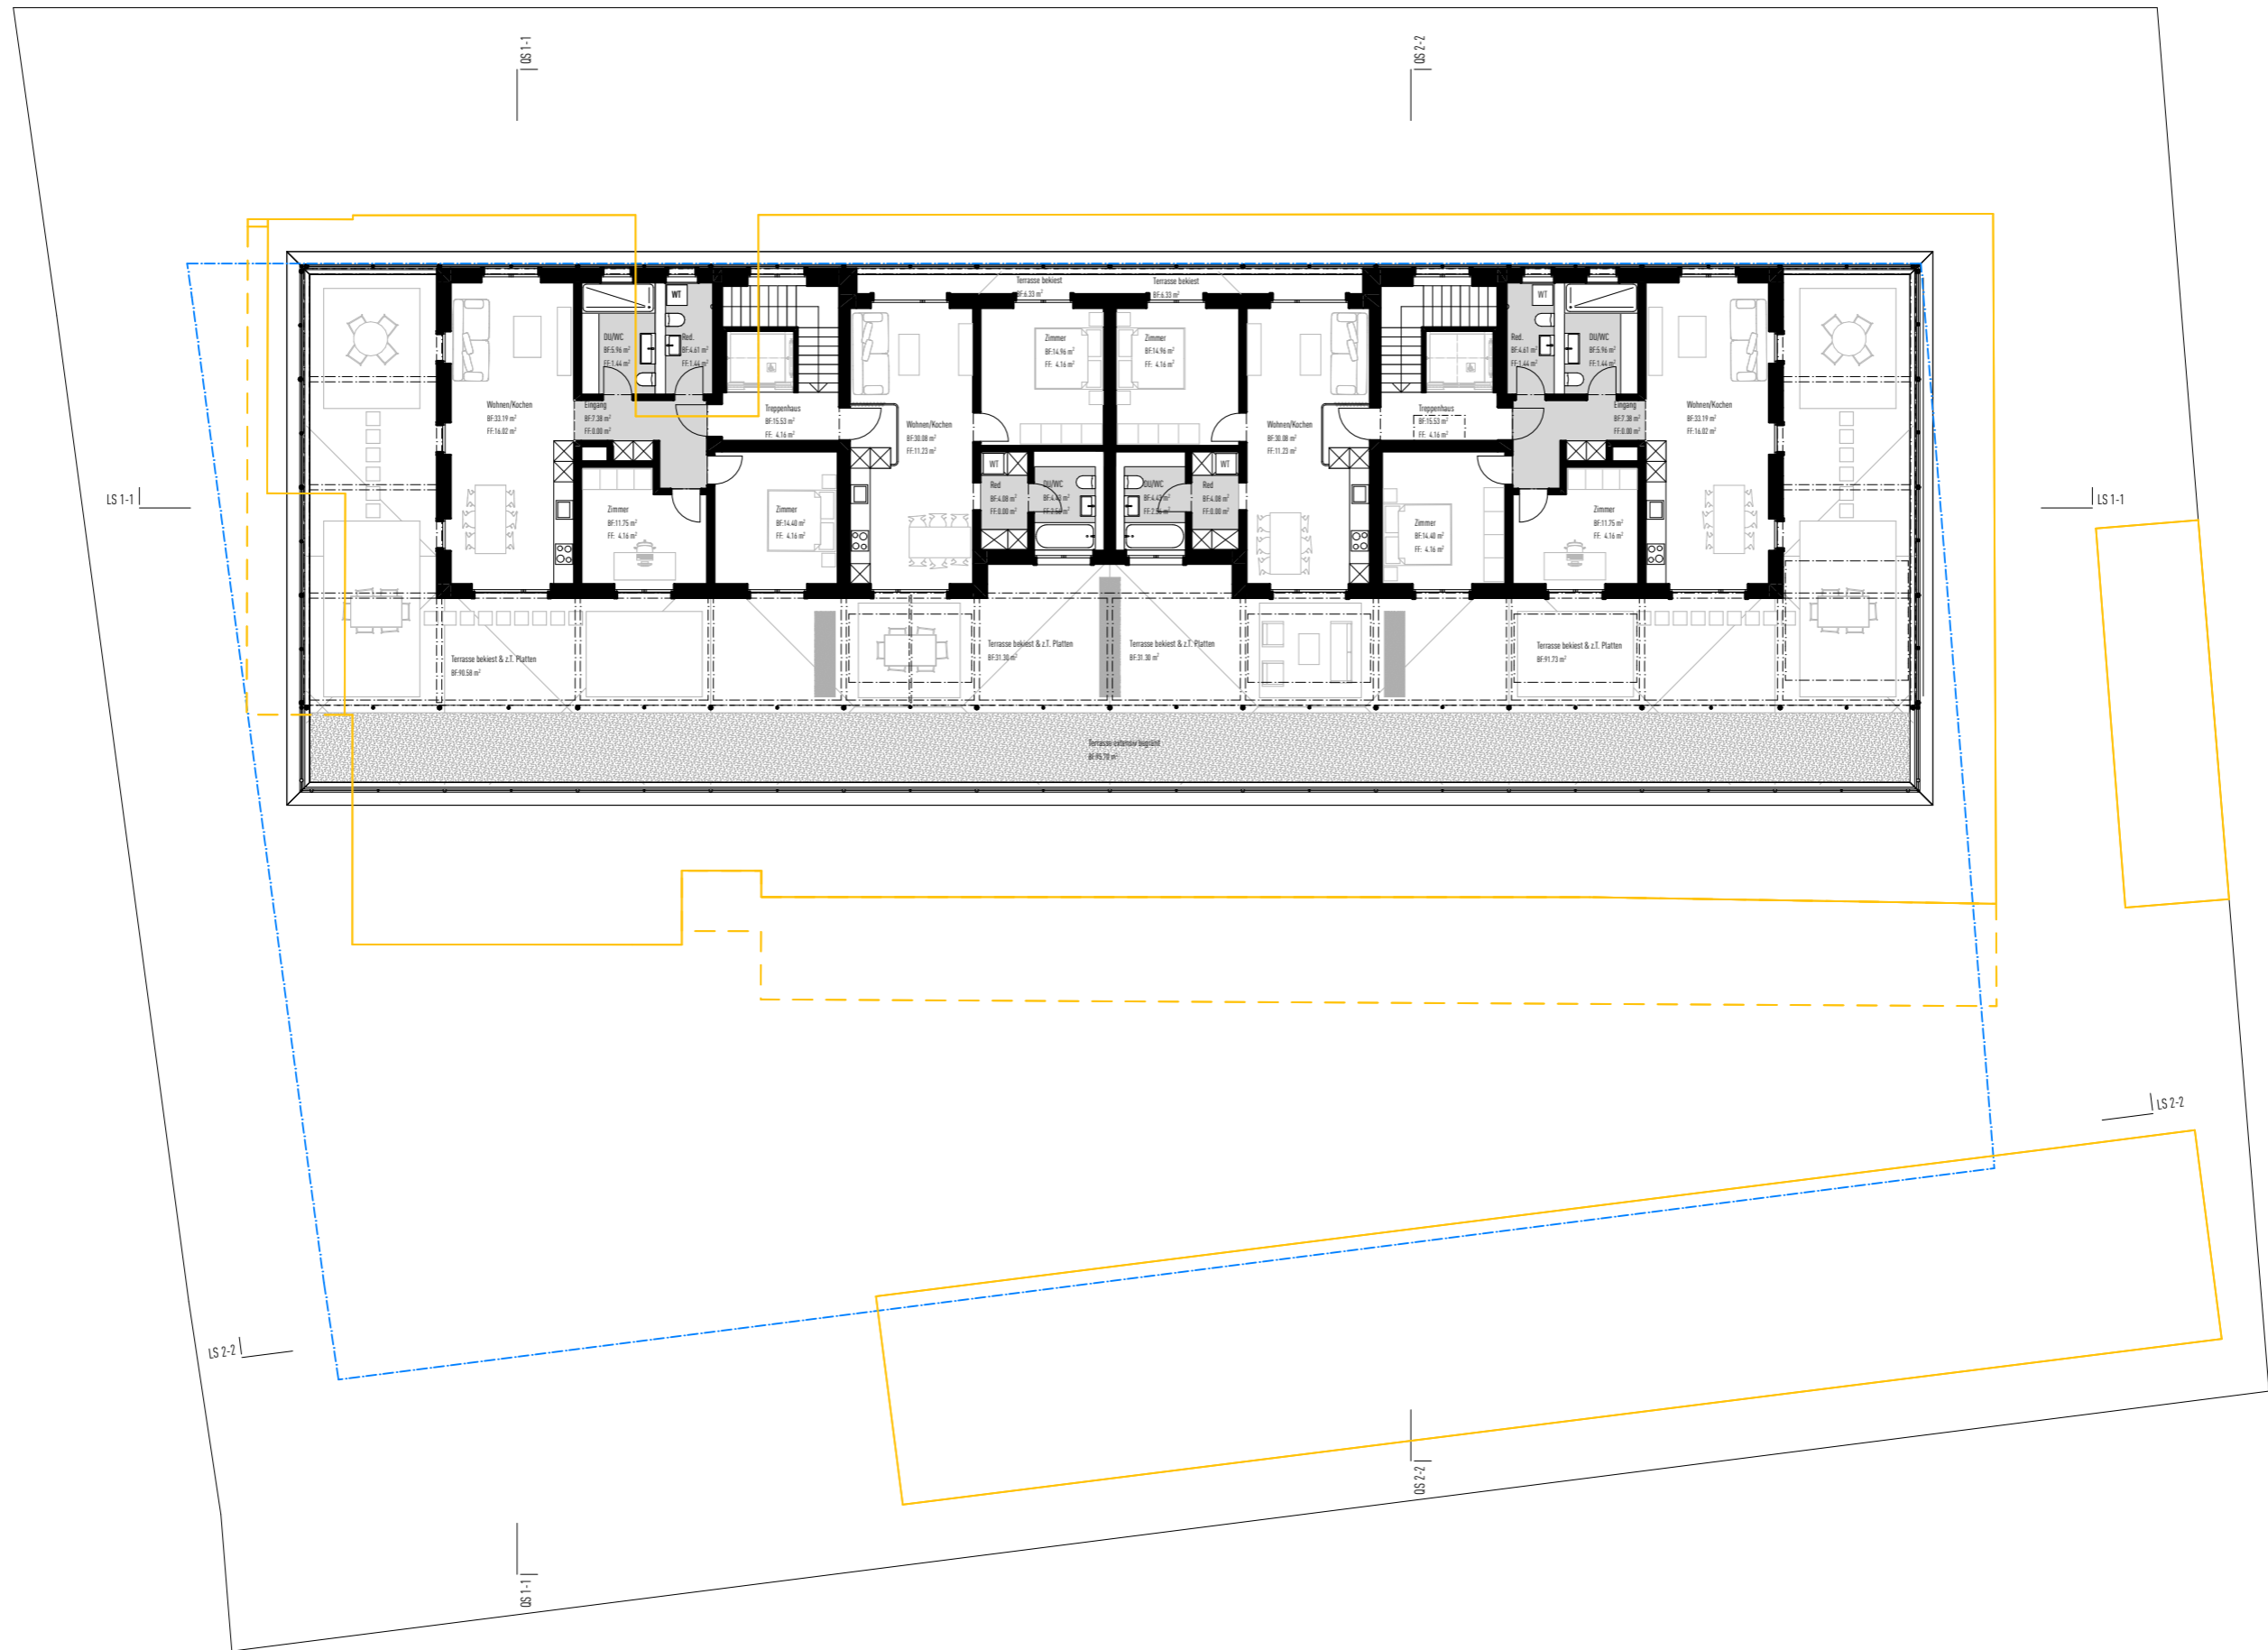 QS 1-1
QS 2-2
Terrasse bekiest
BF:6.33 m²
Terrasse bekiest
BF:6.33 m²
WT
WT
DU/WC
BF:5.96 m²
FF:1.44 m²
Red.
BF:4.61 m²
FF:1.44 m²
Zimmer
BF:14.96 m²
FF: 4.16 m²
Zimmer
BF:14.96 m²
FF: 4.16 m²
Red.
BF:4.61 m²
FF:1.44 m²
DU/WC
BF:5.96 m²
FF:1.44 m²
Wohnen/Kochen
BF:33.19 m²
FF:16.02 m²
Eingang
BF:7.38 m²
FF:0.00 m²
Treppenhaus
BF:15.53 m²
FF: 4.16 m²
Wohnen/Kochen
BF:30.08 m²
FF:11.23 m²
Wohnen/Kochen
BF:30.08 m²
FF:11.23 m²
Treppenhaus
BF:15.53 m²
FF: 4.16 m²
Eingang
BF:7.38 m²
FF:0.00 m²
Wohnen/Kochen
BF:33.19 m²
FF:16.02 m²
WT
WT
LS 1-1
LS 1-1
Zimmer
BF:11.75 m²
FF: 4.16 m²
Zimmer
BF:14.40 m²
FF: 4.16 m²
Red
BF:4.08 m²
FF:0.00 m²
DU/WC
DU/WC
Red
BF:4.08 m²
FF:0.00 m²
Zimmer
BF:14.40 m²
FF: 4.16 m²
Zimmer
BF:11.75 m²
FF: 4.16 m²
Terrasse bekiest & z.T. Platten
BF:90.58 m²
Terrasse bekiest & z.T. Platten
BF:31.30 m²
Terrasse bekiest & z.T. Platten
BF:31.30 m²
Terrasse bekiest & z.T. Platten
BF:91.73 m²
Terrasse extensiv begrünt
BF:95.70 m²
LS 2-2
LS 2-2
QS 2-2
QS 1-1